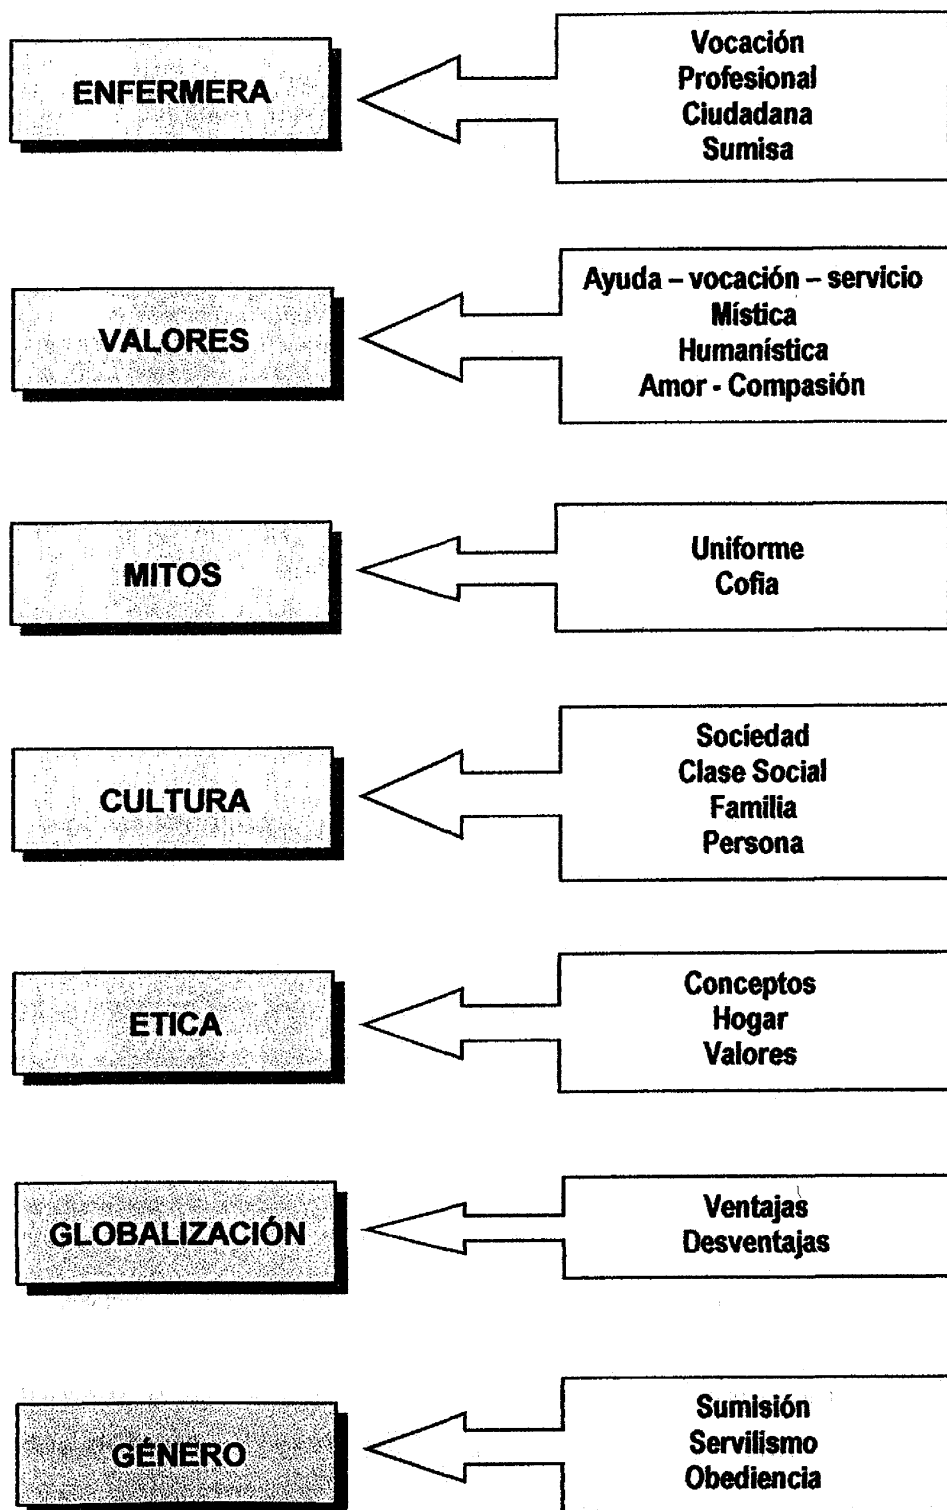 ENFERMERA
Vocación
Profesional
Ciudadana
Sumisa
VALORES
Ayuda – vocación – servicio
Mística
Humanística
Amor - Compasión
MITOS
Uniforme
Cofia
CULTURA
Sociedad
Clase Social
Familia
Persona
ETICA
Conceptos
Hogar
Valores
GLOBALIZACIÓN
Ventajas
Desventajas
GÉNERO
Sumisión
Servilismo
Obediencia